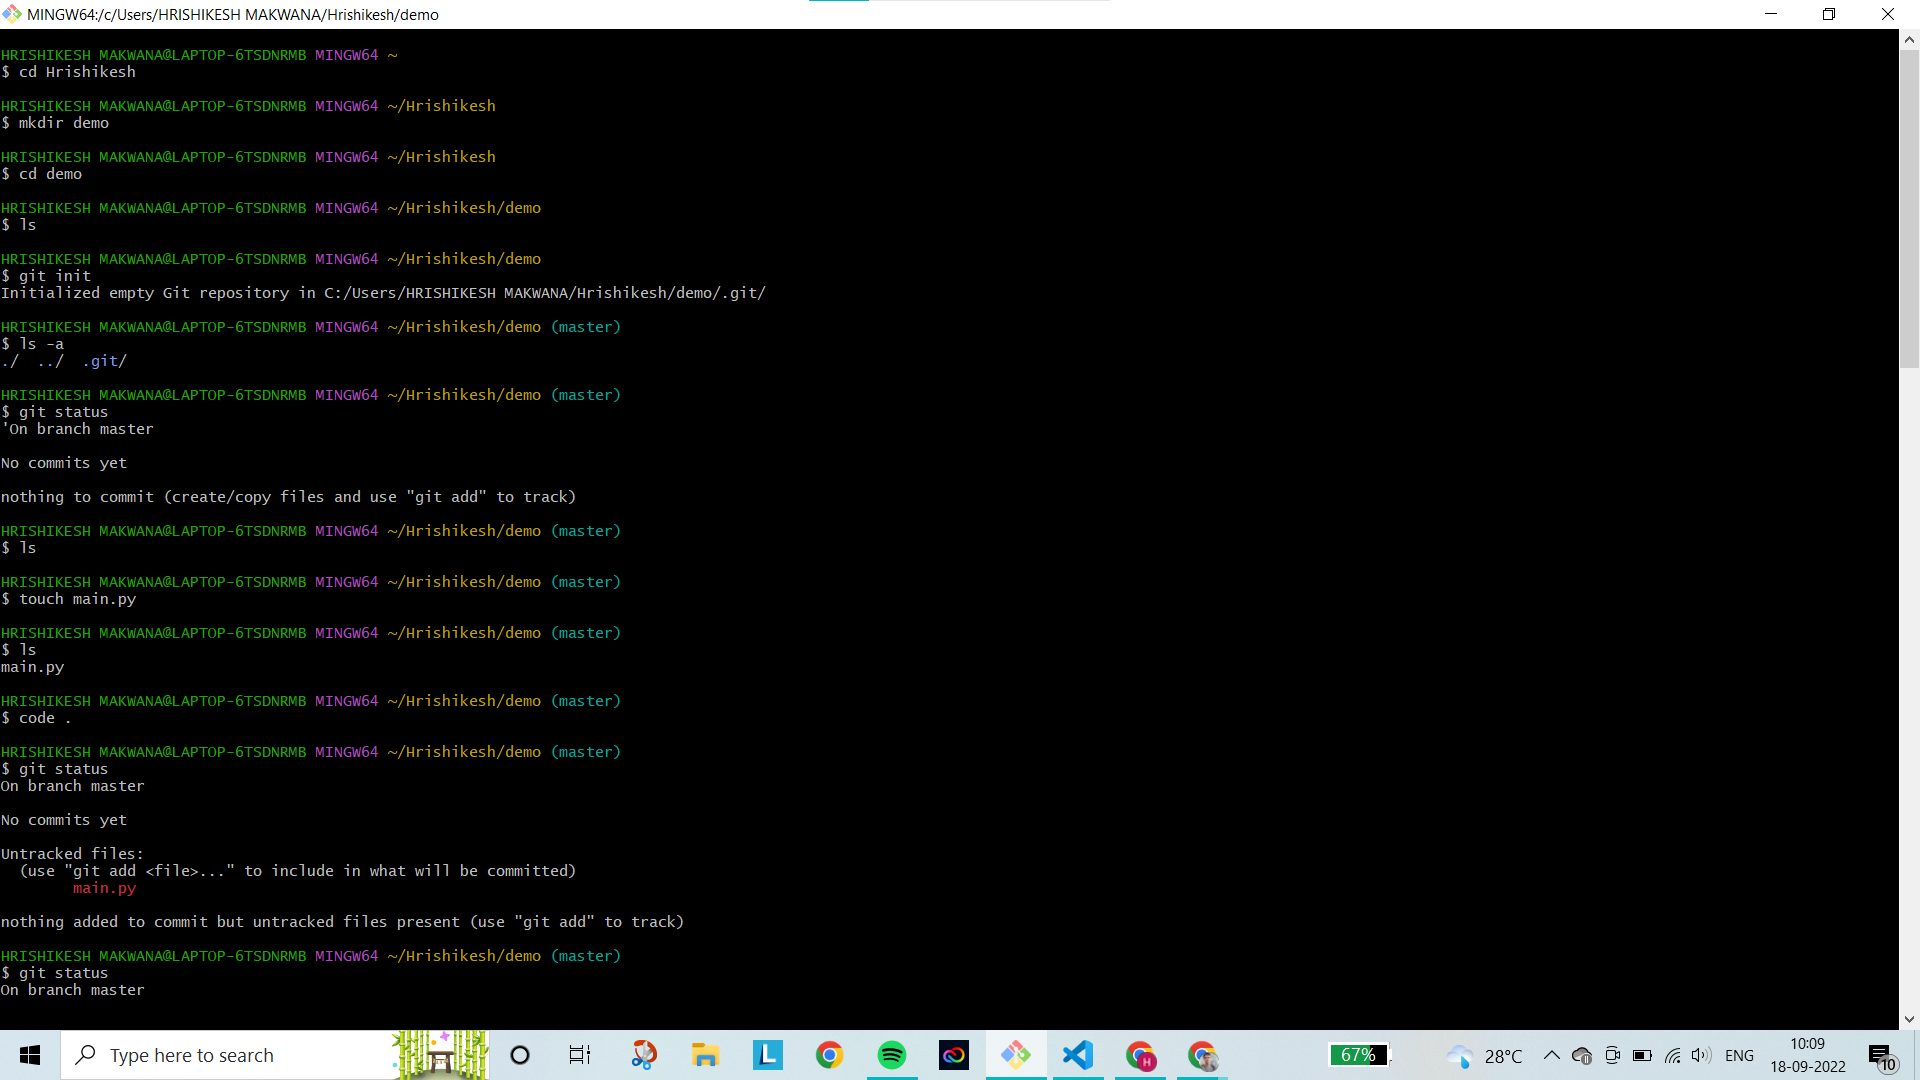 MINGW64:/c/Users/HRISHIKESH MAKWANA/Hrishikesh/demo
HRISHIKESH MAKWANA@LAPTOP-6TSDNRMB MINGW64 ~
$ cd Hrishikesh
HRISHIKESH MAKWANA@LAPTOP-6TSDNRMB MINGW64 ~/Hrishikesh
$ mkdir demo
HRISHIKESH MAKWANA@LAPTOP-6TSDNRMB MINGW64 ~/Hrishikesh
$ cd demo
HRISHIKESH MAKWANA@LAPTOP-6TSDNRMB MINGW64 ~/Hrishikesh/demo
$ ls
HRISHIKESH MAKWANA@LAPTOP-6TSDNRMB MINGW64 ~/Hrishikesh/demo
$ git init
Initialized empty Git repository in C:/Users/HRISHIKESH MAKWANA/Hrishikesh/demo/.git/
HRISHIKESH MAKWANA@LAPTOP-6TSDNRMB MINGW64 ~/Hrishikesh/demo (master)
$ ls -a
./  ../  .git/
HRISHIKESH MAKWANA@LAPTOP-6TSDNRMB MINGW64 ~/Hrishikesh/demo (master)
$ git status
'On branch master
No commits yet
nothing to commit (create/copy files and use "git add" to track)
HRISHIKESH MAKWANA@LAPTOP-6TSDNRMB MINGW64 ~/Hrishikesh/demo (master)
$ ls
HRISHIKESH MAKWANA@LAPTOP-6TSDNRMB MINGW64 ~/Hrishikesh/demo (master)
$ touch main.py
HRISHIKESH MAKWANA@LAPTOP-6TSDNRMB MINGW64 ~/Hrishikesh/demo (master)
$ ls
main.py
HRISHIKESH MAKWANA@LAPTOP-6TSDNRMB MINGW64 ~/Hrishikesh/demo (master)
$ code .
HRISHIKESH MAKWANA@LAPTOP-6TSDNRMB MINGW64 ~/Hrishikesh/demo (master)
$ git status
On branch master
No commits yet
Untracked files:
  (use "git add <file>..." to include in what will be committed)
        main.py
nothing added to commit but untracked files present (use "git add" to track)
HRISHIKESH MAKWANA@LAPTOP-6TSDNRMB MINGW64 ~/Hrishikesh/demo (master)
$ git status
On branch master
Type here to search
L
H
67%
28°C
ENG
10:09
18-09-2022
10